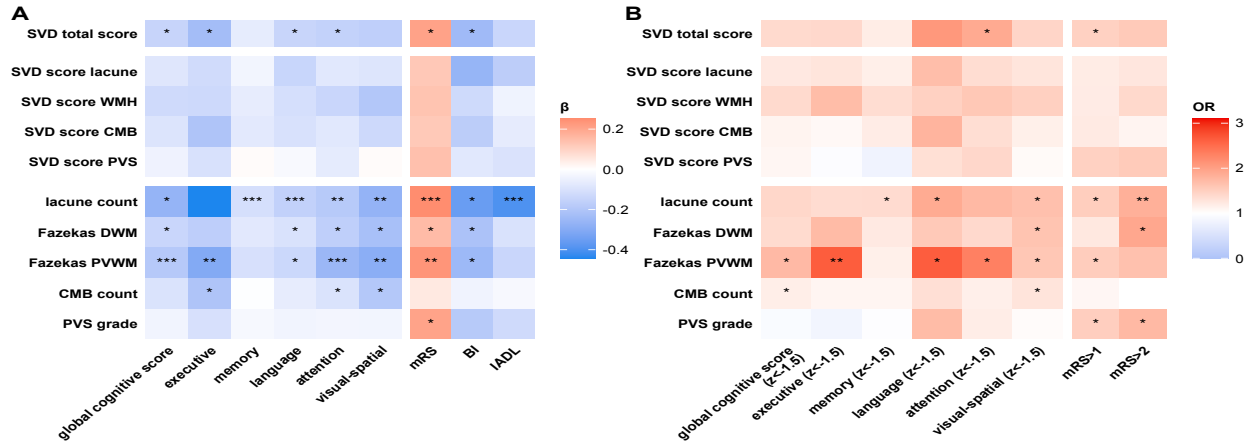 A
SVD total score * * * * * *
SVD score lacune
SVD score WMH
SVD score CMB
SVD score PVS
lacune count * *** *** ** ** *** * ***
Fazekas DWM * * * * * *
Fazekas PVWM *** ** * *** ** ** *
CMB count * * *
PVS grade *
global cognitive score
executive
memory
language
attention
visual-spatial
mRS
BI
IADL
β
0.2
0.0
-0.2
-0.4
B
SVD total score * *
SVD score lacune
SVD score WMH
SVD score CMB
SVD score PVS
lacune count * * * * **
Fazekas DWM * *
Fazekas PVWM * ** * * * *
CMB count * *
PVS grade * *
global cognitive score
(z<-1.5)
executive (z<-1.5)
memory (z<-1.5)
language (z<-1.5)
attention (z<-1.5)
visual-spatial (z<-1.5)
mRS>1
mRS>2
OR
3
2
1
0